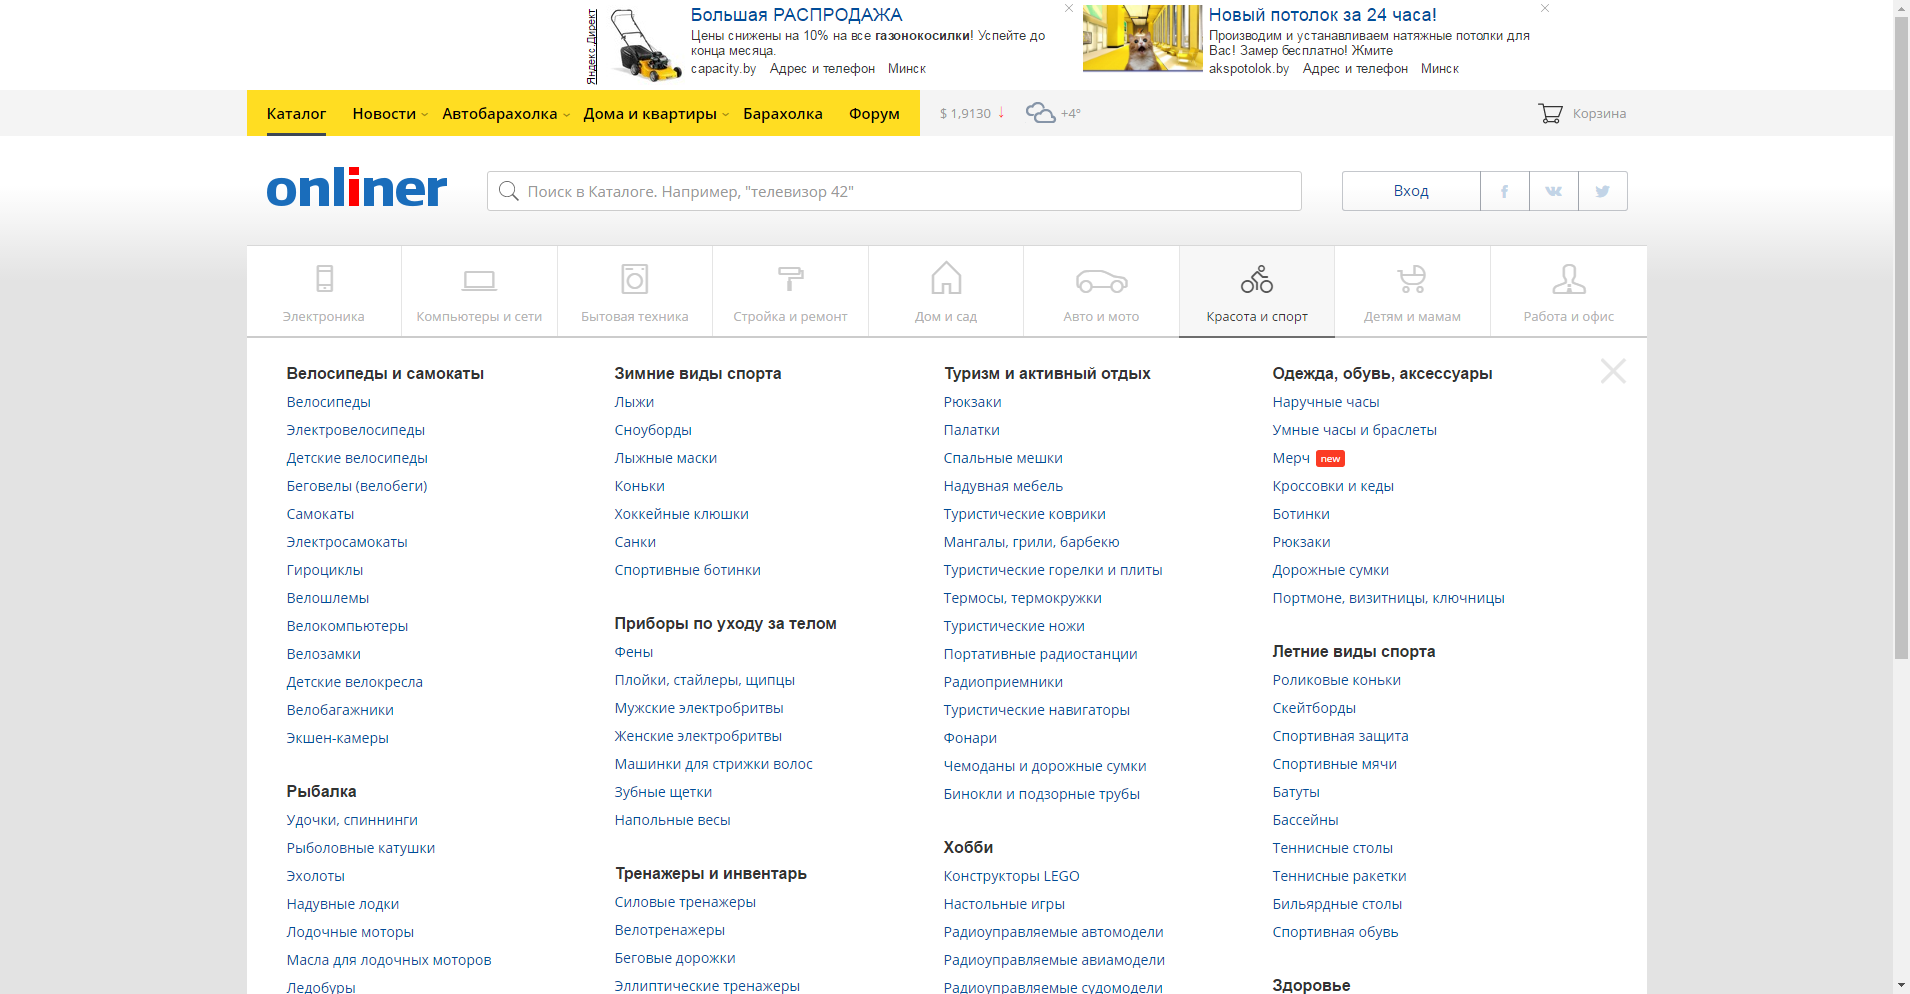 Яндекс.Директ
Большая РАСПРОДАЖА
Цены снижены на 10% на все газонокосилки! Успейте до
конца месяца.
capacity.by Адрес и телефон Минск
Новый потолок за 24 часа!
Производим и устанавливаем натяжные потолки для
Вас! Замер бесплатно! Жмите
akspotolok.by Адрес и телефон Минск
Каталог Новости Автобарахолка Дома и квартиры Барахолка Форум $ 1,9130 ↓ +4° Корзина
onliner
Поиск в Каталоге. Например, "телевизор 42"
Вход
Электроника Компьютеры и сети Бытовая техника Стройка и ремонт Дом и сад Авто и мото Красота и спорт Детям и мамам Работа и офис
Велосипеды и самокаты
Велосипеды
Электровелосипеды
Детские велосипеды
Беговелы (велобеги)
Самокаты
Электросамокаты
Гироциклы
Велошлемы
Велокомпьютеры
Велозамки
Детские велокресла
Велобагажники
Экшен-камеры
Рыбалка
Удочки, спиннинги
Рыболовные катушки
Эхолоты
Надувные лодки
Лодочные моторы
Масла для лодочных моторов
Ледобуры
Зимние виды спорта
Лыжи
Сноуборды
Лыжные маски
Коньки
Хоккейные клюшки
Санки
Спортивные ботинки
Приборы по уходу за телом
Фены
Плойки, стайлеры, щипцы
Мужские электробритвы
Женские электробритвы
Машинки для стрижки волос
Зубные щетки
Напольные весы
Тренажеры и инвентарь
Силовые тренажеры
Велотренажеры
Беговые дорожки
Эллиптические тренажеры
Туризм и активный отдых
Рюкзаки
Палатки
Спальные мешки
Надувная мебель
Туристические коврики
Мангалы, грили, барбекю
Туристические горелки и плиты
Термосы, термокружки
Туристические ножи
Портативные радиостанции
Радиоприемники
Туристические навигаторы
Фонари
Чемоданы и дорожные сумки
Бинокли и подзорные трубы
Хобби
Конструкторы LEGO
Настольные игры
Радиоуправляемые автомодели
Радиоуправляемые авиамодели
Радиоуправляемые судомодели
Одежда, обувь, аксессуары
Наручные часы
Умные часы и браслеты
Мерч new
Кроссовки и кеды
Ботинки
Рюкзаки
Дорожные сумки
Портмоне, визитницы, ключницы
Летние виды спорта
Роликовые коньки
Скейтборды
Спортивная защита
Спортивные мячи
Батуты
Бассейны
Теннисные столы
Теннисные ракетки
Бильярдные столы
Спортивная обувь
Здоровье